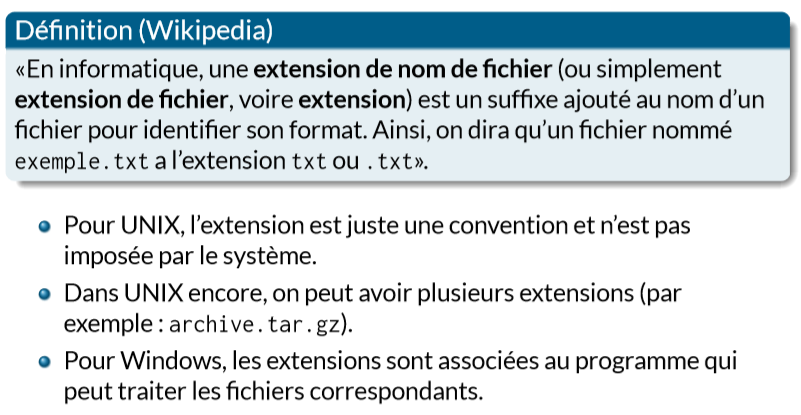 Définition (Wikipedia)
«En informatique, une extension de nom de fichier (ou simplement
extension de fichier, voire extension) est un suffixe ajouté au nom d’un
fichier pour identifier son format. Ainsi, on dira qu’un fichier nommé
exemple.txt a l’extension txt ou .txt».
• Pour UNIX, l’extension est juste une convention et n’est pas
imposée par le système.
• Dans UNIX encore, on peut avoir plusieurs extensions (par
exemple : archive.tar.gz).
• Pour Windows, les extensions sont associées au programme qui
peut traiter les fichiers correspondants.